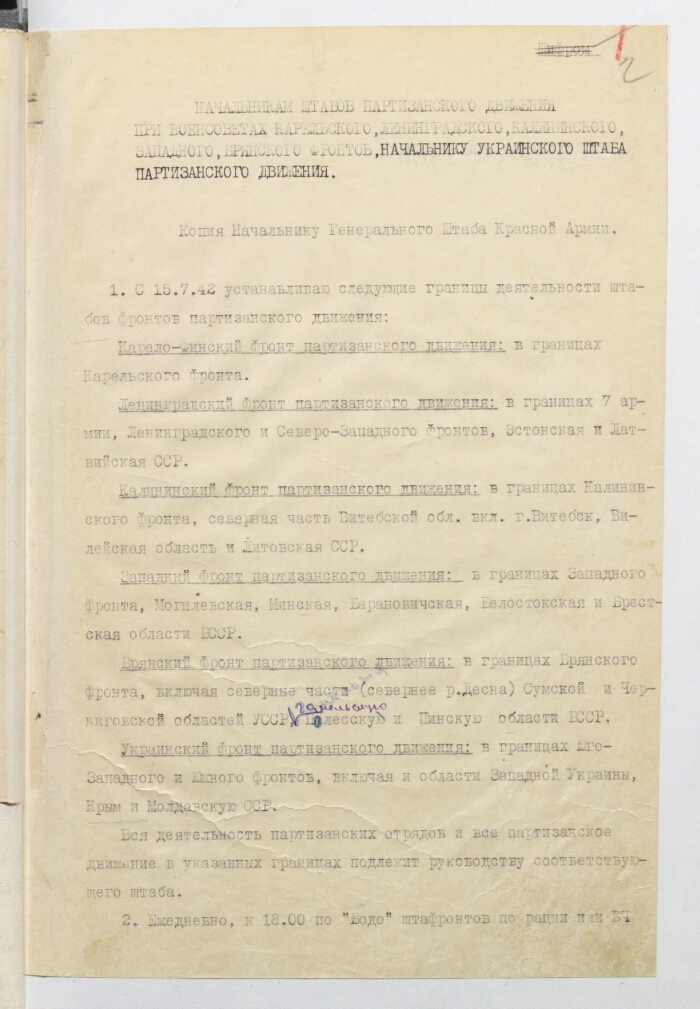 Шифром
2
НАЧАЛЬНИКАМ ШТАБОВ ПАРТИЗАНСКОГО ДВИЖЕНИЯ
ПРИ ВОЕНСОВЕТАХ КАРЕЛЬСКОГО,ЛЕНИНГРАДСКОГО,КАЛИНИНСКОГО,
ЗАПАДНОГО,БРЯНСКОГО ФРОНТОВ,НАЧАЛЬНИКУ УКРАИНСКОГО ШТАБА
ПАРТИЗАНСКОГО ДВИЖЕНИЯ.
Копия Начальнику Генерального Штаба Красной Армии.
1. С 15.7.42 устанавливаю следующие границы деятельности шта-
бов фронтов партизанского движения:
Карело-Финский фронт партизанского движения: в границах
Карельского фронта.
Ленинградский фронт партизанского движения: в границах 7 ар-
мии, Ленинградского и Северо-Западного фронтов, Эстонская и Лат-
вийская ССР.
Калининский фронт партизанского движения: в границах Калинин-
ского фронта, северная часть Витебской обл. вкл. г.Витебск, Ви-
лейская область и Литовская ССР.
Западный фронт партизанского движения: в границах Западного
фронта, Могилевская, Минская, Барановичская, Белостокская и Брест-
ская области БССР.
Брянский фронт партизанского движения: в границах Брянского
фронта, включая северные части (севернее р.Десна) Сумской и Чер-
ниговской областей УССР, Полесскую и Пинскую области БССР.
Украинский фронт партизанского движения: в границах Юго-
Западного и Южного фронтов, включая и области Западной Украины,
Крым и Молдавскую ССР.
Вся деятельность партизанских отрядов и все партизанское
движение в указанных границах подлежит руководству соответствую-
щего штаба.
2. Ежедневно, к 18.00 по "Бодо" штафронтов по рации или ВЧ